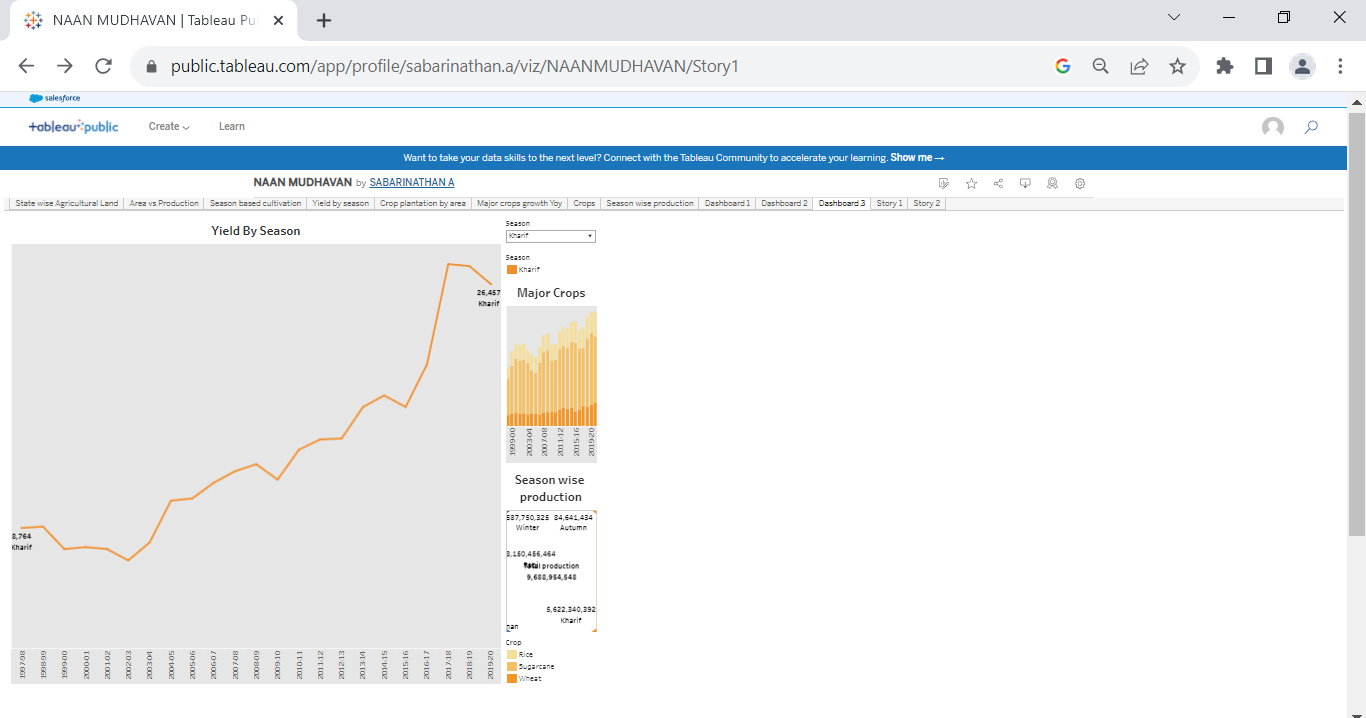 NAAN MUDHAVAN | Tableau Pu
public.tableau.com/app/profile/sabarinathan.a/viz/NAANMUDHAVAN/Story1
salesforce
+ableau public Create Learn
Want to take your data skills to the next level? Connect with the Tableau Community to accelerate your learning. Show me →
NAAN MUDHAVAN by SABARINATHAN A
State wise Agricultural Land Area vs Production Season based cultivation Yield by season Crop plantation by area Major crops growth Yoy Crops Season wise production Dashboard 1 Dashboard 2 Dashboard 3 Story 1 Story 2
Yield By Season
26,457
Kharif
8,764
Kharif
1997-98 1998-99 1999-00 2000-01 2001-02 2002-03 2003-04 2004-05 2005-06 2006-07 2007-08 2008-09 2009-10 2010-11 2011-12 2012-13 2013-14 2014-15 2015-16 2016-17 2017-18 2018-19 2019-20
Season
Kharif
Season
Kharif
Major Crops
1999-00 2003-04 2007-08 2011-12 2015-16 2019-20
Season wise
production
587,750,325 84,641,434
Winter Autumn
3,150,456,464
production
5,622,340,392
Kharif
Crop
Rice
Sugarcane
Wheat